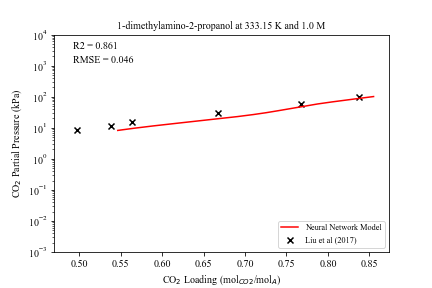 1-dimethylamino-2-propanol at 333.15 K and 1.0 M
R2 = 0.861
RMSE = 0.046
CO₂ Partial Pressure (kPa)
10⁴
10³
10²
10¹
10⁰
10⁻¹
10⁻²
10⁻³
Neural Network Model
Liu et al (2017)
0.50 0.55 0.60 0.65 0.70 0.75 0.80 0.85
CO₂ Loading (mol_CO2/mol_A)